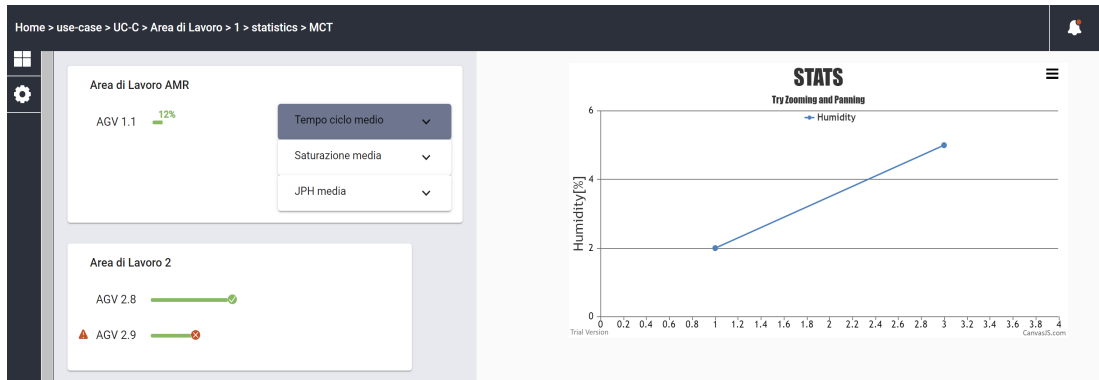 Home > use-case > UC-C > Area di Lavoro > 1 > statistics > MCT
Area di Lavoro AMR
AGV 1.1
12%
Tempo ciclo medio
Saturazione media
JPH media
Area di Lavoro 2
AGV 2.8
AGV 2.9
STATS
Try Zooming and Panning
Humidity
Humidity[%]
6
4
2
0
0 0.2 0.4 0.6 0.8 1 1.2 1.4 1.6 1.8 2 2.2 2.4 2.6 2.8 3 3.2 3.4 3.6 3.8 4
Trial Version
CanvasJS.com